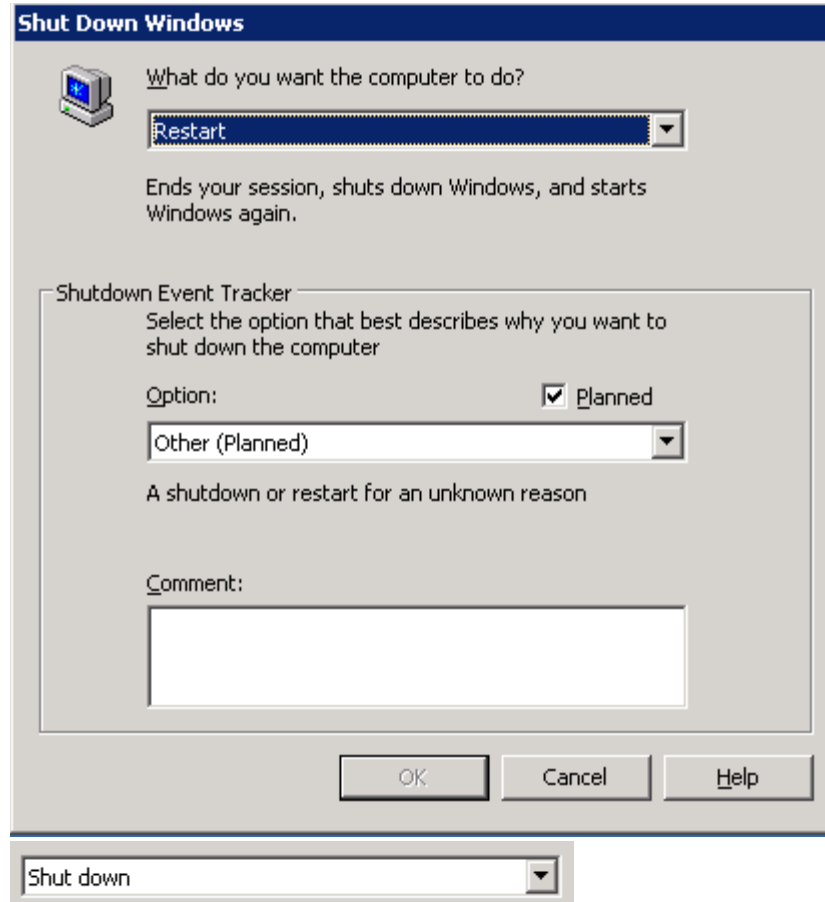 Shut Down Windows
What do you want the computer to do?
Restart
Ends your session, shuts down Windows, and starts
Windows again.
Shutdown Event Tracker
Select the option that best describes why you want to
shut down the computer
Option:
Planned
Other (Planned)
A shutdown or restart for an unknown reason
Comment:
OK Cancel Help
Shut down